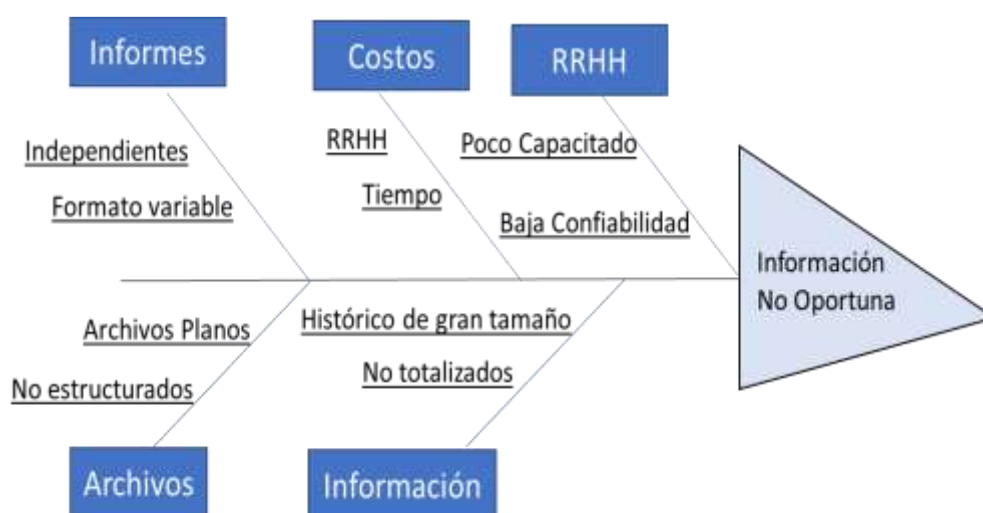 Informes
Costos
RRHH
Independientes
Formato variable
RRHH
Tiempo
Poco Capacitado
Baja Confiabilidad
Información
No Oportuna
Archivos Planos
No estructurados
Histórico de gran tamaño
No totalizados
Archivos
Información